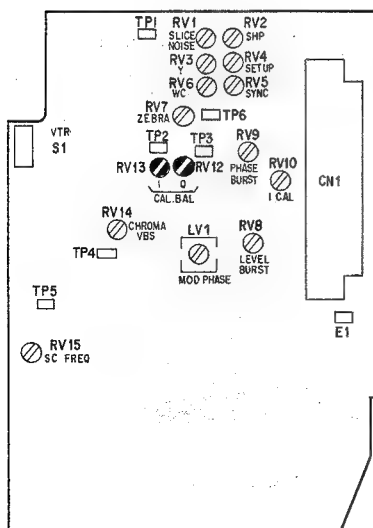 TP1
RV1
SLICE
NOISE
RV2
SHP
RV3
Y
RV4
SETUP
RV6
WC
RV5
SYNC
RV7
ZEBRA
TP6
VTR
S1
TP2
TP3
RV9
PHASE
BURST
RV13
I
Q
RV12
CAL.BAL
RV10
I CAL
CN1
RV14
CHROMA
VBS
TP4
LV1
MOD PHASE
RV8
LEVEL
BURST
TP5
E1
RV15
SC FREQ